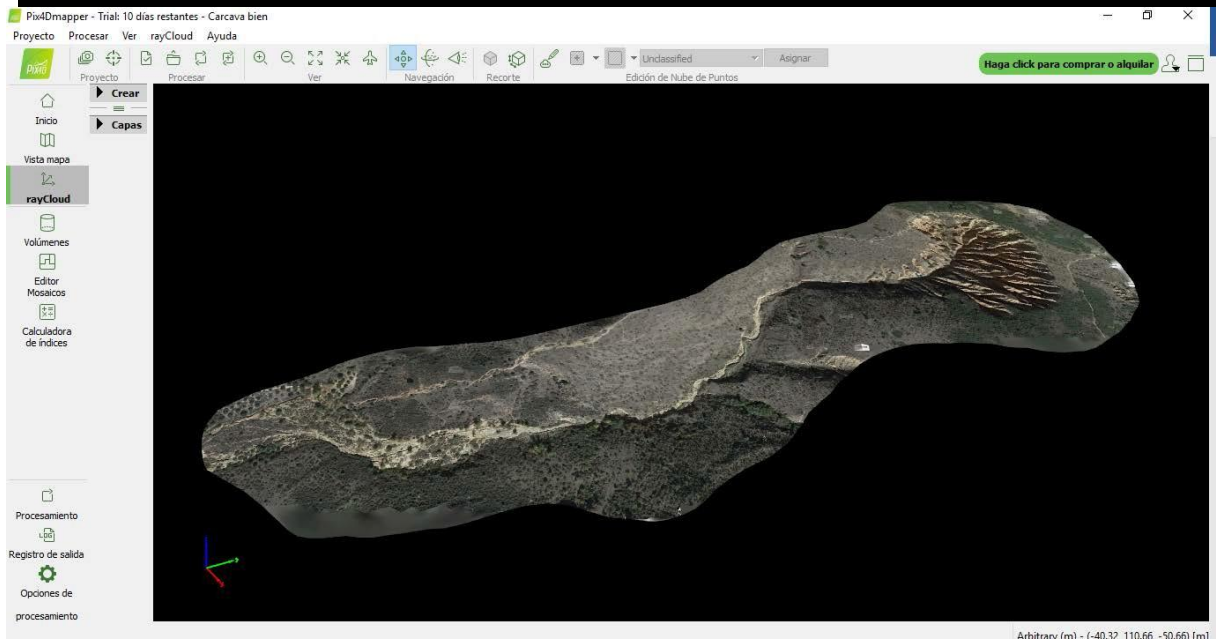 Pix4Dmapper - Trial: 10 días restantes - Carcava bien
Proyecto Procesar Ver rayCloud Ayuda
Unclassified
Asignar
Haga click para comprar o alquilar
Proyecto Procesar Ver Navegación Recorte Edición de Nube de Puntos
Crear
Capas
Inicio
Vista mapa
rayCloud
Volúmenes
Editor
Mosaicos
Calculadora
de índices
Procesamiento
LOG
Registro de salida
Opciones de
procesamiento
Arbitrary (m) - (-40.32, 110.66, -50.66) [m]